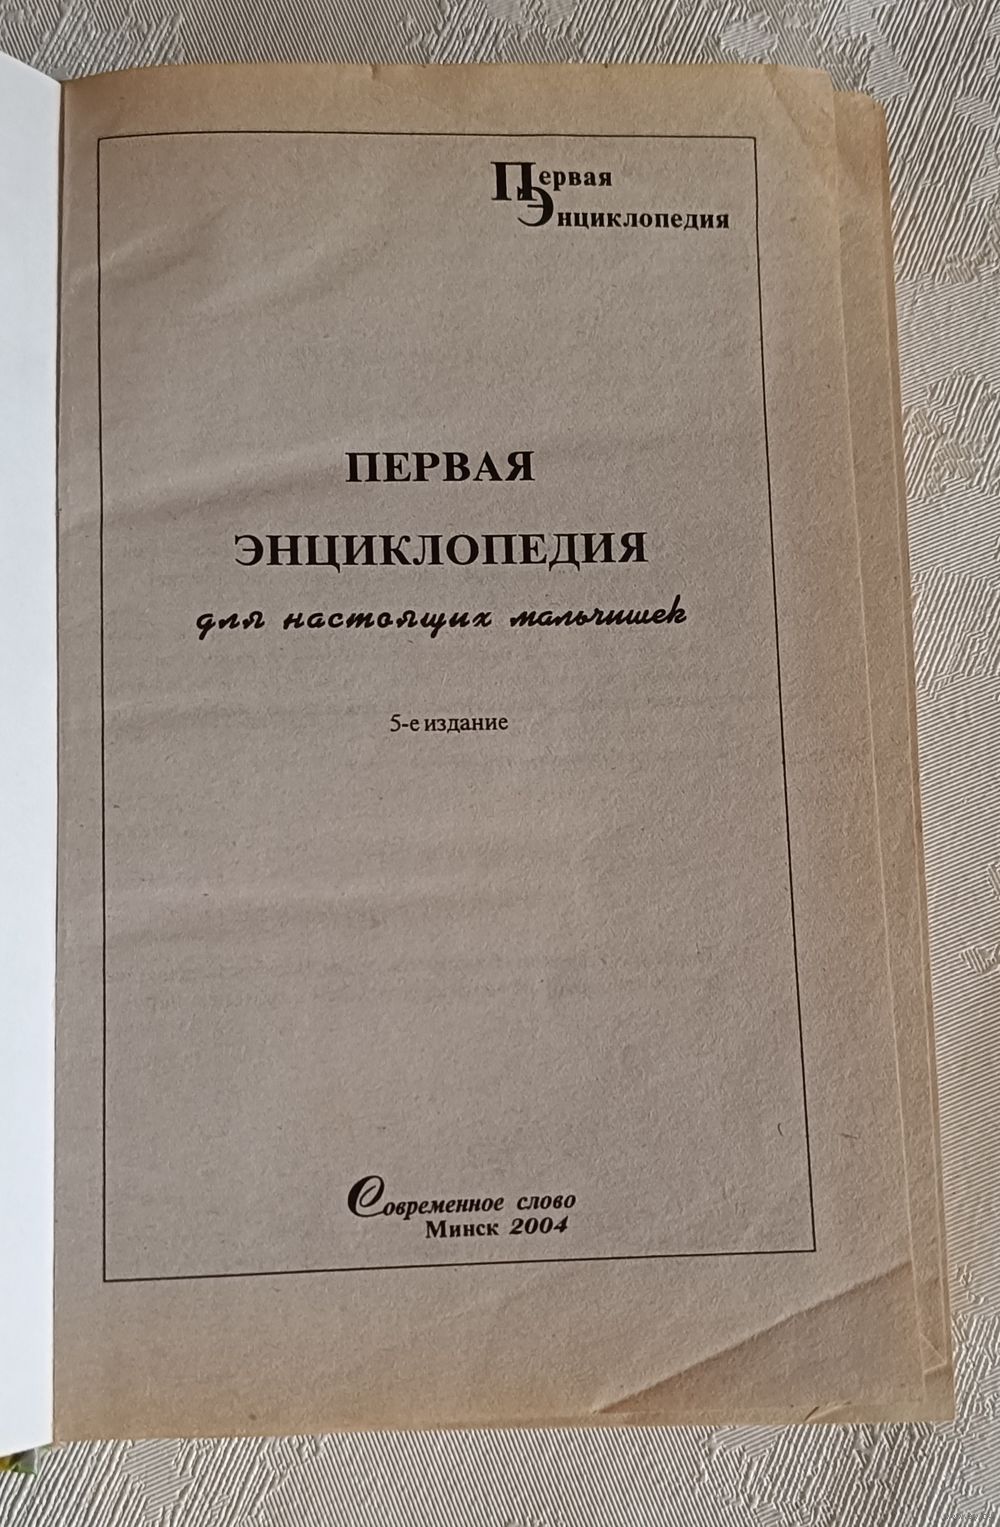 Первая
Энциклопедия
ПЕРВАЯ
ЭНЦИКЛОПЕДИЯ
для настоящих мальчишек
5-е издание
Современное слово
Минск 2004